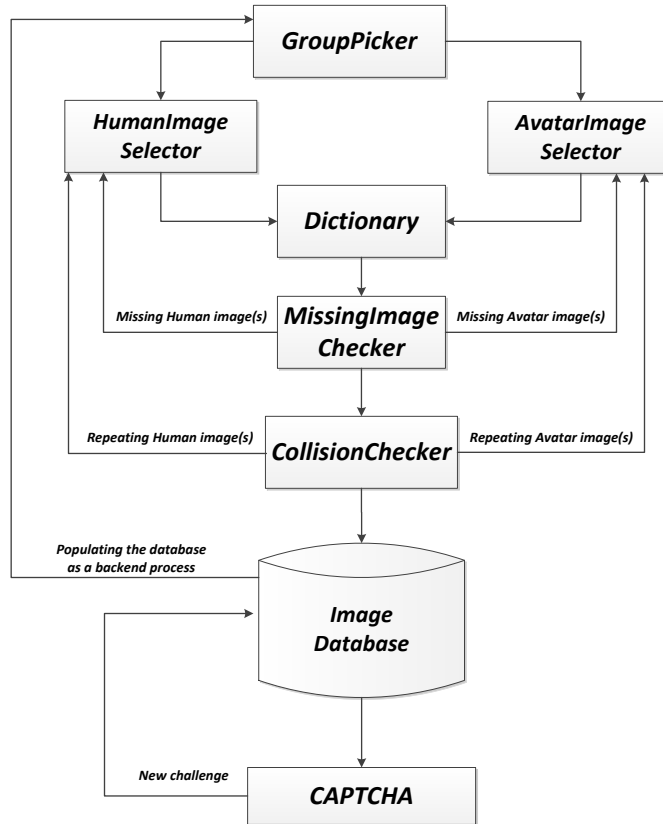 GroupPicker
HumanImage
Selector
AvatarImage
Selector
Dictionary
Missing Human image(s)
MissingImage
Checker
Missing Avatar image(s)
Repeating Human image(s)
CollisionChecker
Repeating Avatar image(s)
Populating the database
as a backend process
Image
Database
New challenge
CAPTCHA